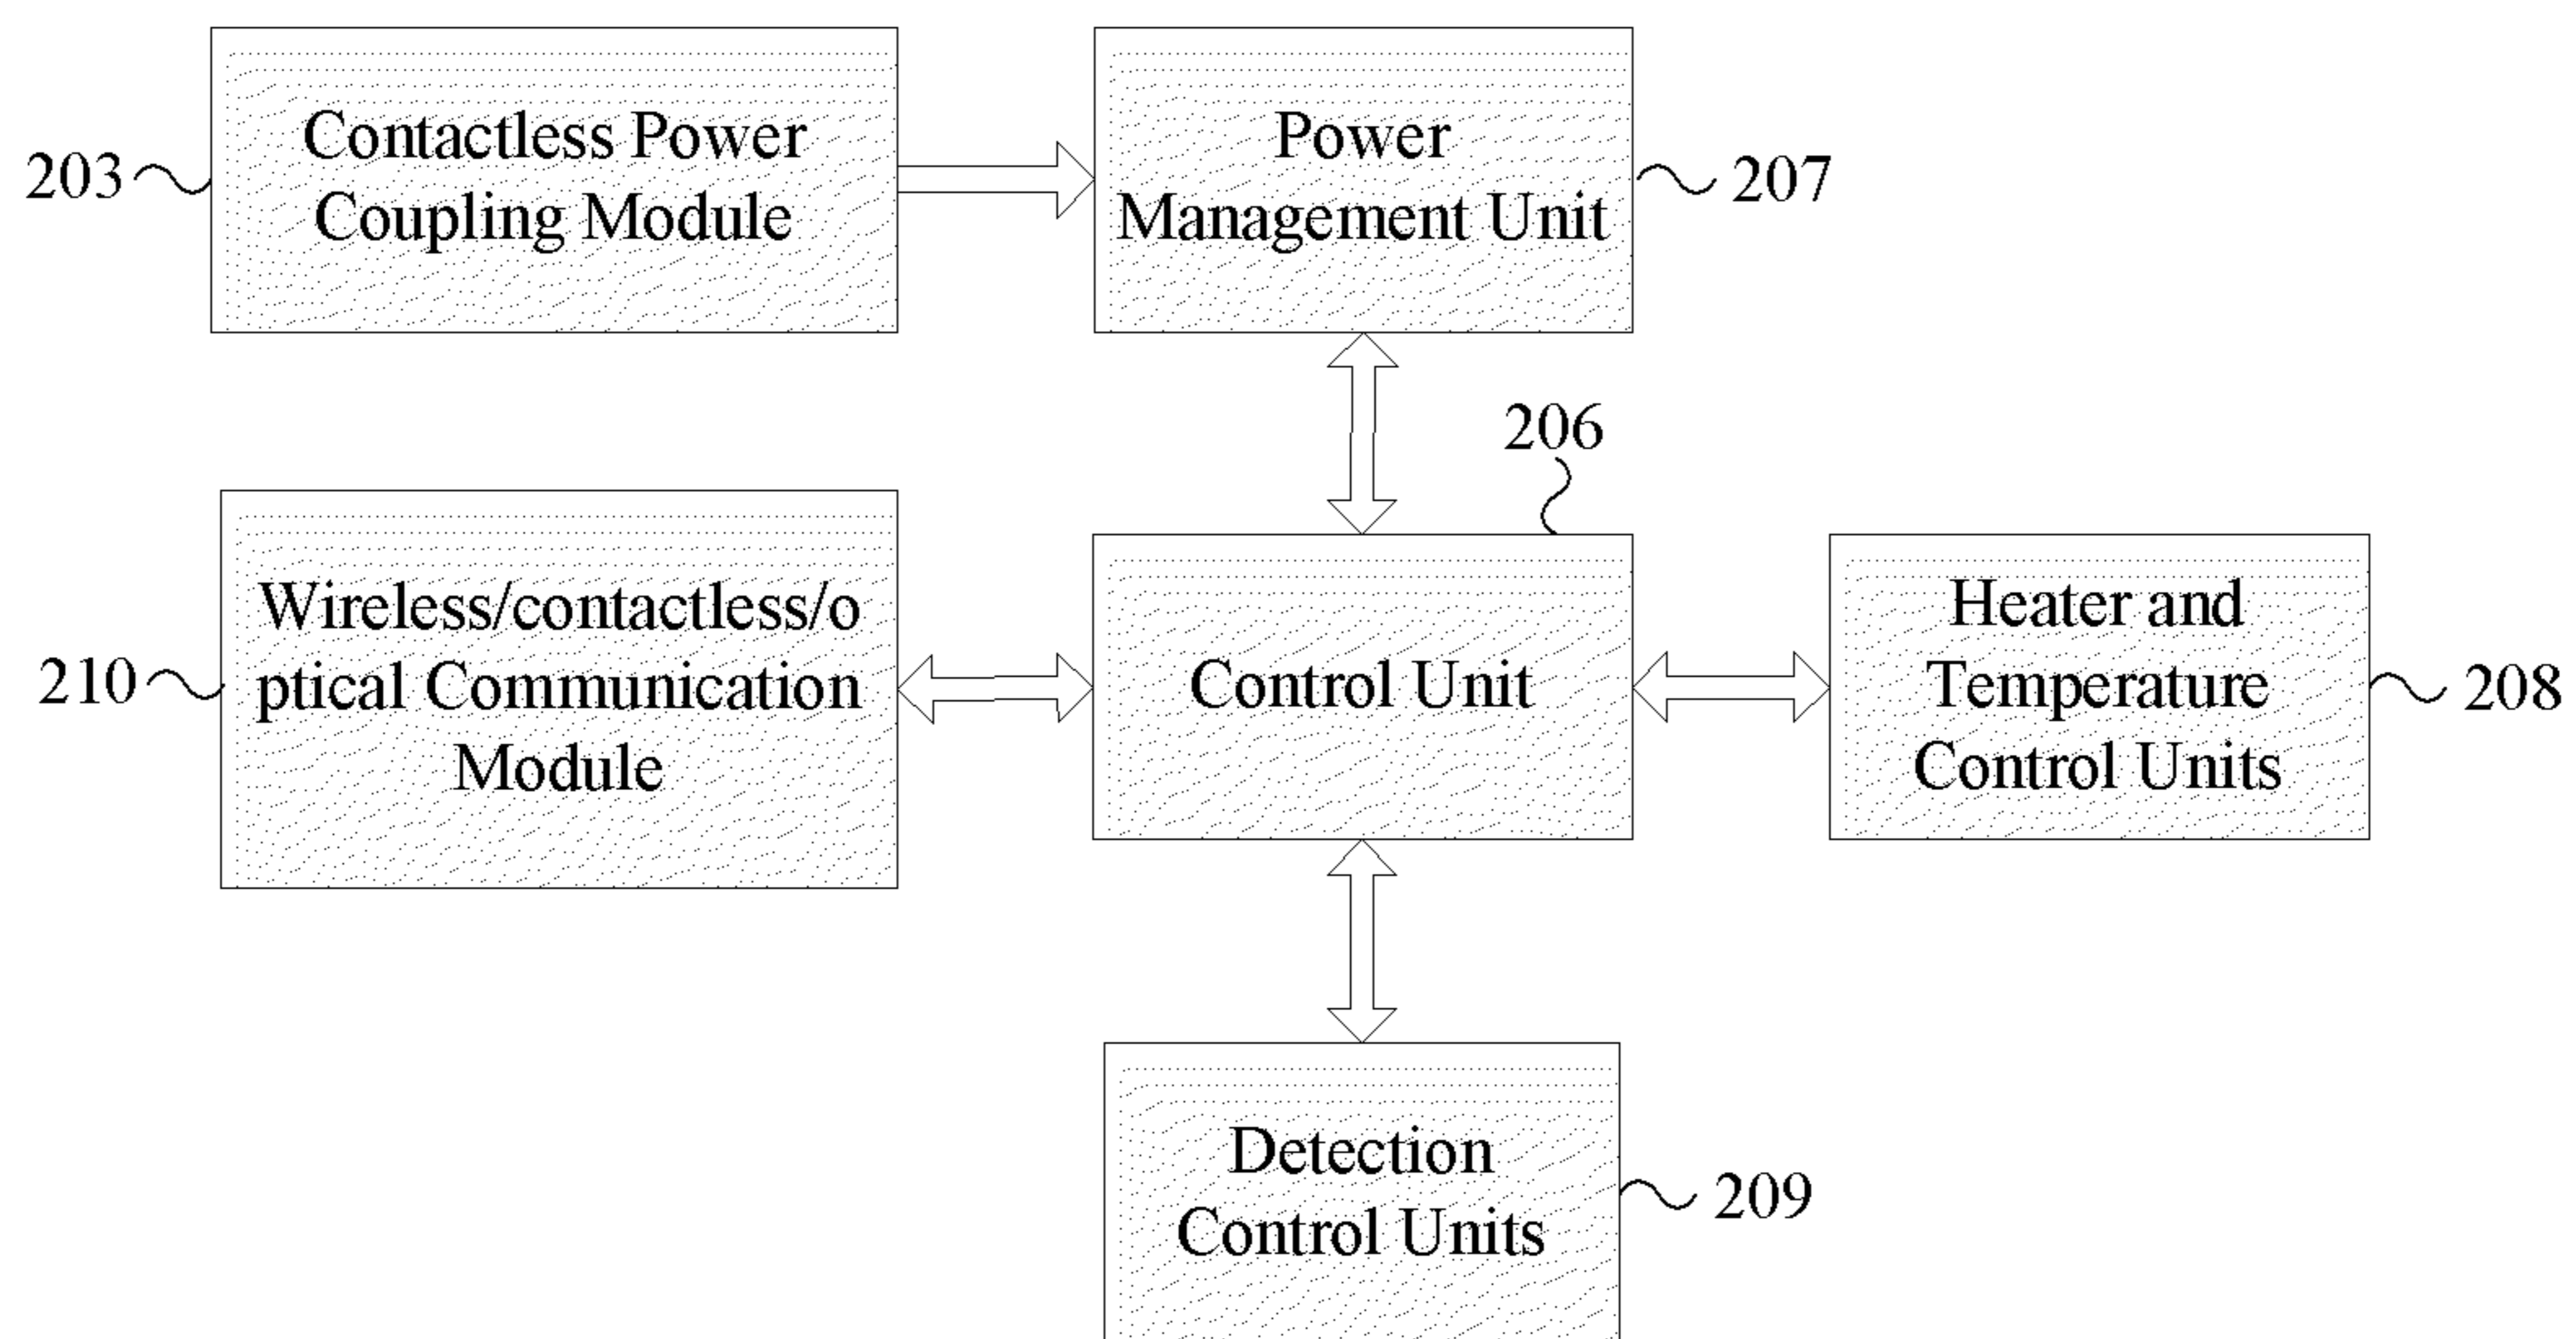 203
Contactless Power
Coupling Module
Power
Management Unit
207
206
210
Wireless/contactless/o
ptical Communication
Module
Control Unit
Heater and
Temperature
Control Units
208
Detection
Control Units
209